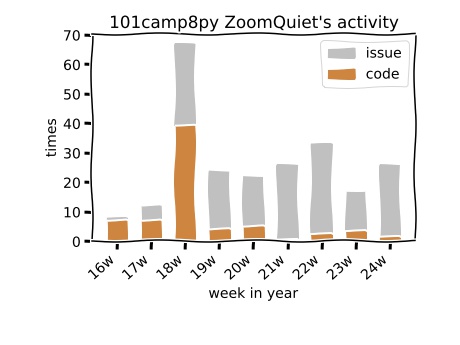 101camp8py ZoomQuiet's activity
issue
code
times
70
60
50
40
30
20
10
0
16w 17w 18w 19w 20w 21w 22w 23w 24w
week in year